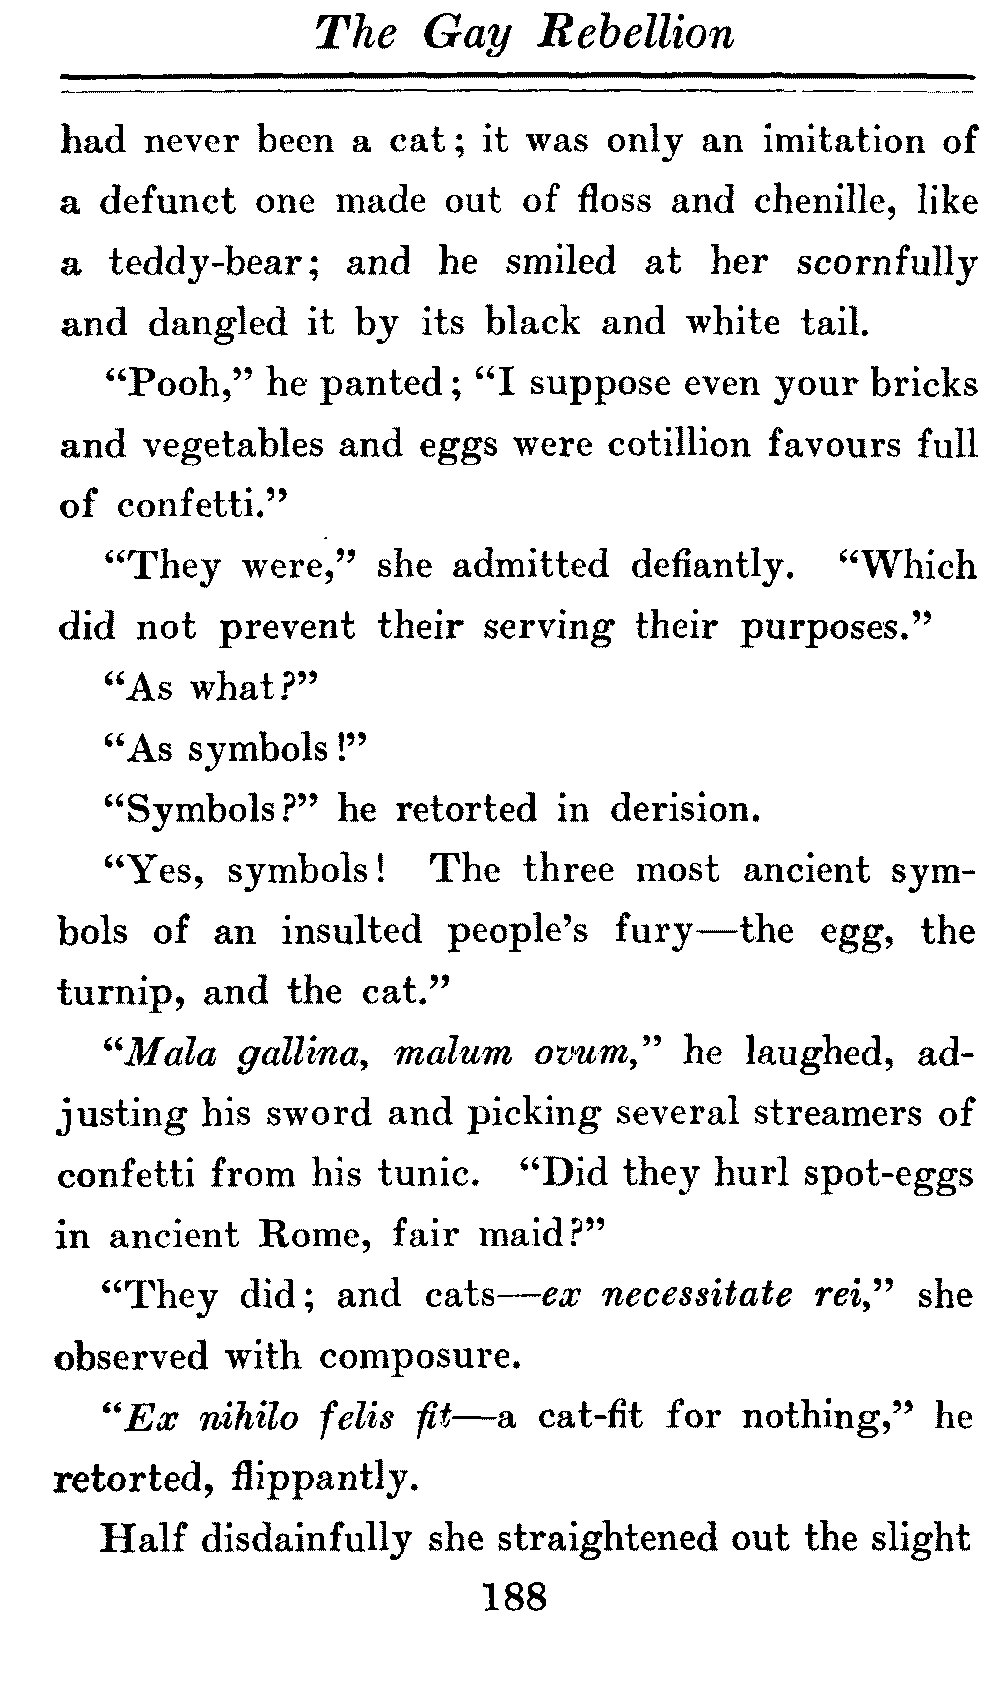 The Gay Rebellion
had never been a cat; it was only an imitation of
a defunct one made out of floss and chenille, like
a teddy-bear; and he smiled at her scornfully
and dangled it by its black and white tail.
“Pooh,” he panted; “I suppose even your bricks
and vegetables and eggs were cotillion favours full
of confetti.”
“They were,” she admitted defiantly. “Which
did not prevent their serving their purposes.”
“As what?”
“As symbols!”
“Symbols?” he retorted in derision.
“Yes, symbols! The three most ancient sym-
bols of an insulted people’s fury—the egg, the
turnip, and the cat.”
“Mala gallina, malum ovum,” he laughed, ad-
justing his sword and picking several streamers of
confetti from his tunic. “Did they hurl spot-eggs
in ancient Rome, fair maid?”
“They did; and cats—ex necessitate rei,” she
observed with composure.
“Ex nihilo felis fit—a cat-fit for nothing,” he
retorted, flippantly.
Half disdainfully she straightened out the slight
188